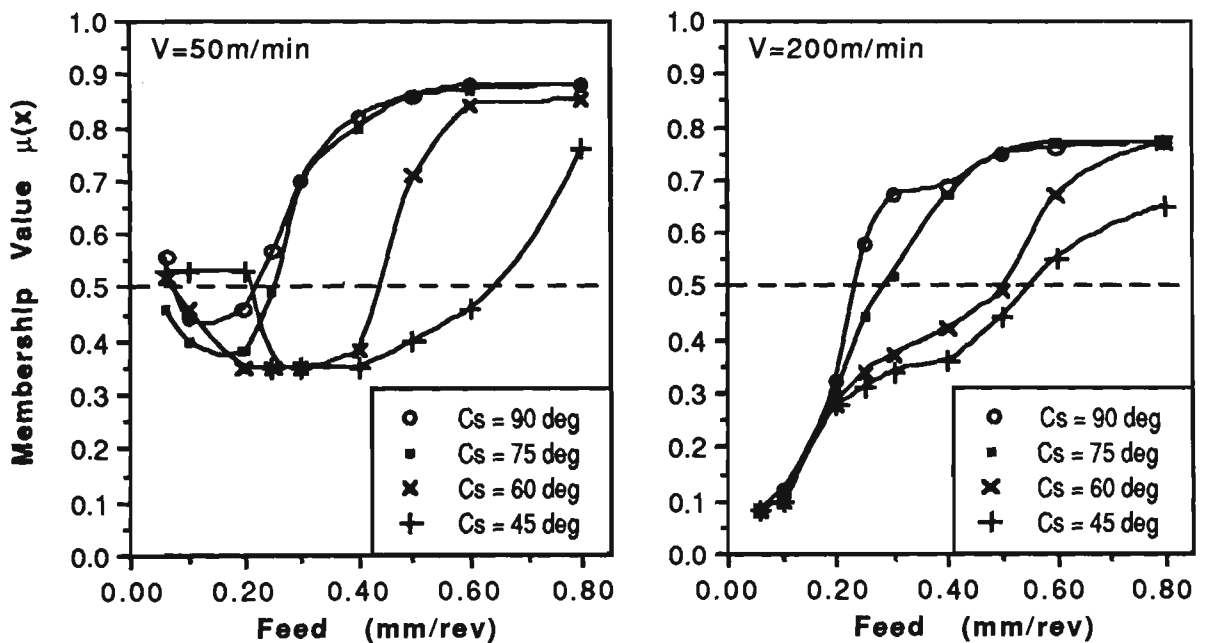 V=50m/min
Membership Value μ(x)
1.0
0.9
0.8
0.7
0.6
0.5
0.4
0.3
0.2
0.1
0.0
Cs = 90 deg
Cs = 75 deg
Cs = 60 deg
Cs = 45 deg
0.00 0.20 0.40 0.60 0.80
Feed (mm/rev)
V=200m/min
1.0
0.9
0.8
0.7
0.6
0.5
0.4
0.3
0.2
0.1
0.0
Cs = 90 deg
Cs = 75 deg
Cs = 60 deg
Cs = 45 deg
0.00 0.20 0.40 0.60 0.80
Feed (mm/rev)